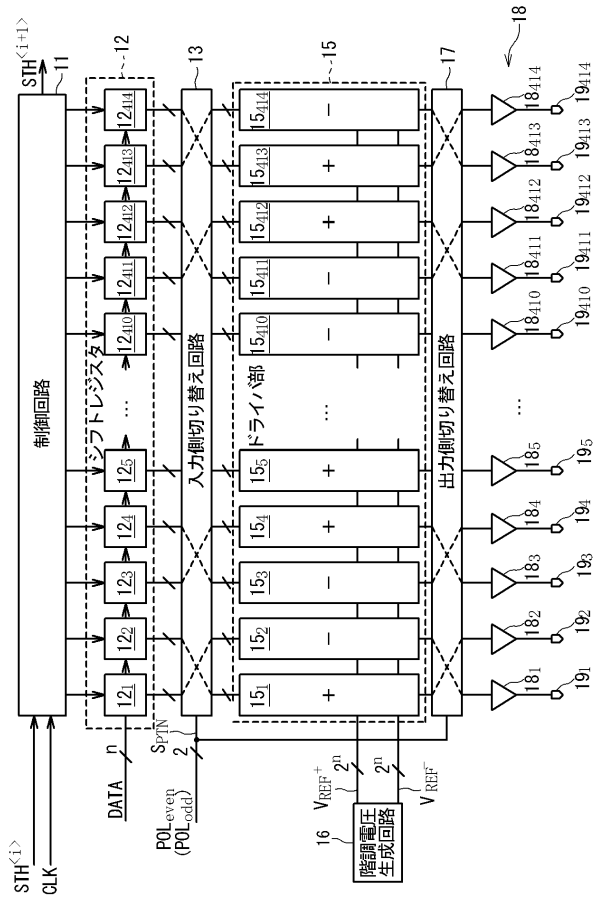 STH<i>
CLK
制御回路
11
STH<i+1>
DATA
n
シフトレジスタ
12
12₁
12₂
12₃
12₄
12₅
…
12₄₁₀
12₄₁₁
12₄₁₂
12₄₁₃
12₄₁₄
POLeven
(POLodd)
2
SPTN
入力側切り替え回路
13
ドライバ部
15
15₁
15₂
15₃
15₄
15₅
…
15₄₁₀
15₄₁₁
15₄₁₂
15₄₁₃
15₄₁₄
+ − − + + − − + + −
16
階調電圧
生成回路
VREF⁺
2ⁿ
VREF⁻
2ⁿ
出力側切り替え回路
17
18
18₁
18₂
18₃
18₄
18₅
…
18₄₁₀
18₄₁₁
18₄₁₂
18₄₁₃
18₄₁₄
19₁
19₂
19₃
19₄
19₅
19₄₁₀
19₄₁₁
19₄₁₂
19₄₁₃
19₄₁₄